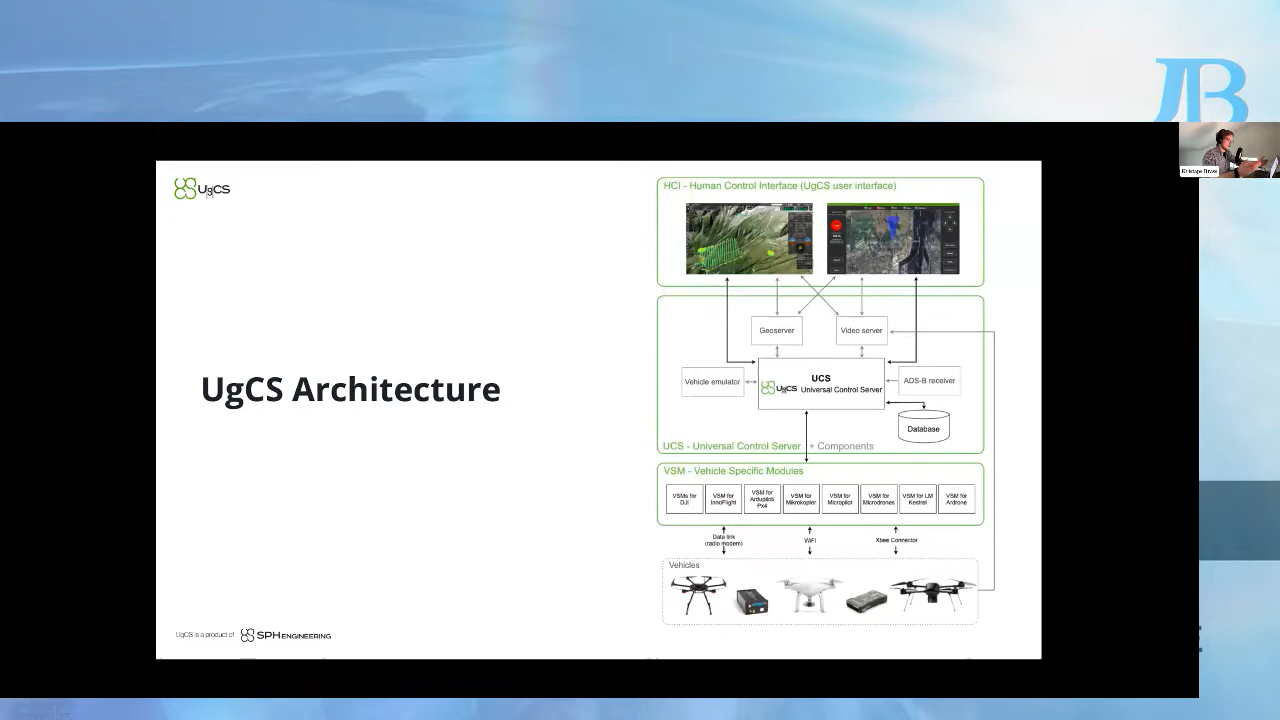 JB
UgCS
HCI - Human Control Interface (UgCS user interface)
Geoserver
Video server
UCS
UgCS
Universal Control Server
Vehicle emulator
ADS-B receiver
Database
UCS - Universal Control Server + Components
UgCS Architecture
VSM - Vehicle Specific Modules
VSMs for
DJI
VSM for
InnoFlight
VSM for
Ardupilot/
Px4
VSM for
Mikrokopter
VSM for
Micropilot
VSM for
Microdrones
VSM for LM
Kestrel
VSM for
Ardrone
Data link
(radio modem)
WiFi
Xbee Connector
Vehicles
UgCS is a product of
SPH ENGINEERING